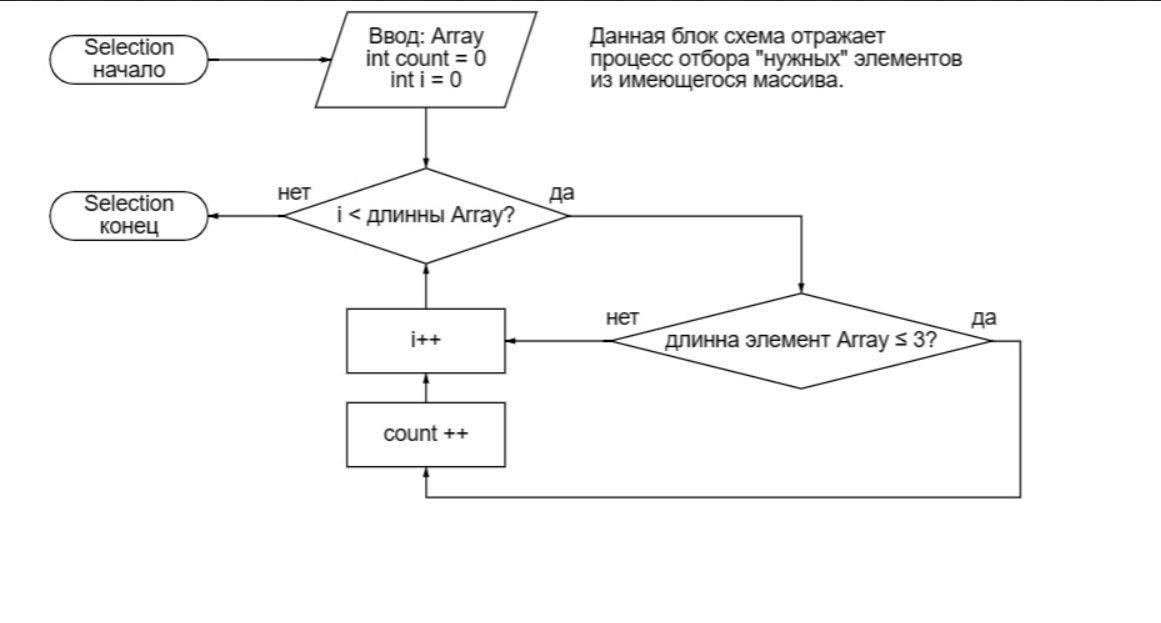 Selection
начало
Ввод: Array
int count = 0
int i = 0
Данная блок схема отражает
процесс отбора "нужных" элементов
из имеющегося массива.
нет
да
Selection
конец
i < длинны Array?
нет
да
i++
длинна элемент Array ≤ 3?
count ++